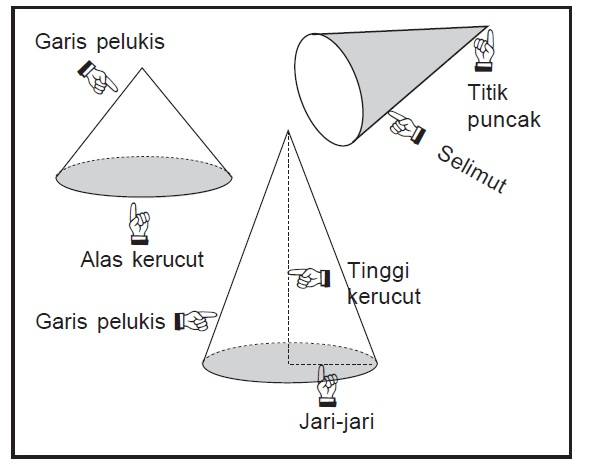 Garis pelukis
Titik
puncak
Selimut
Alas kerucut
Tinggi
kerucut
Garis pelukis
Jari-jari